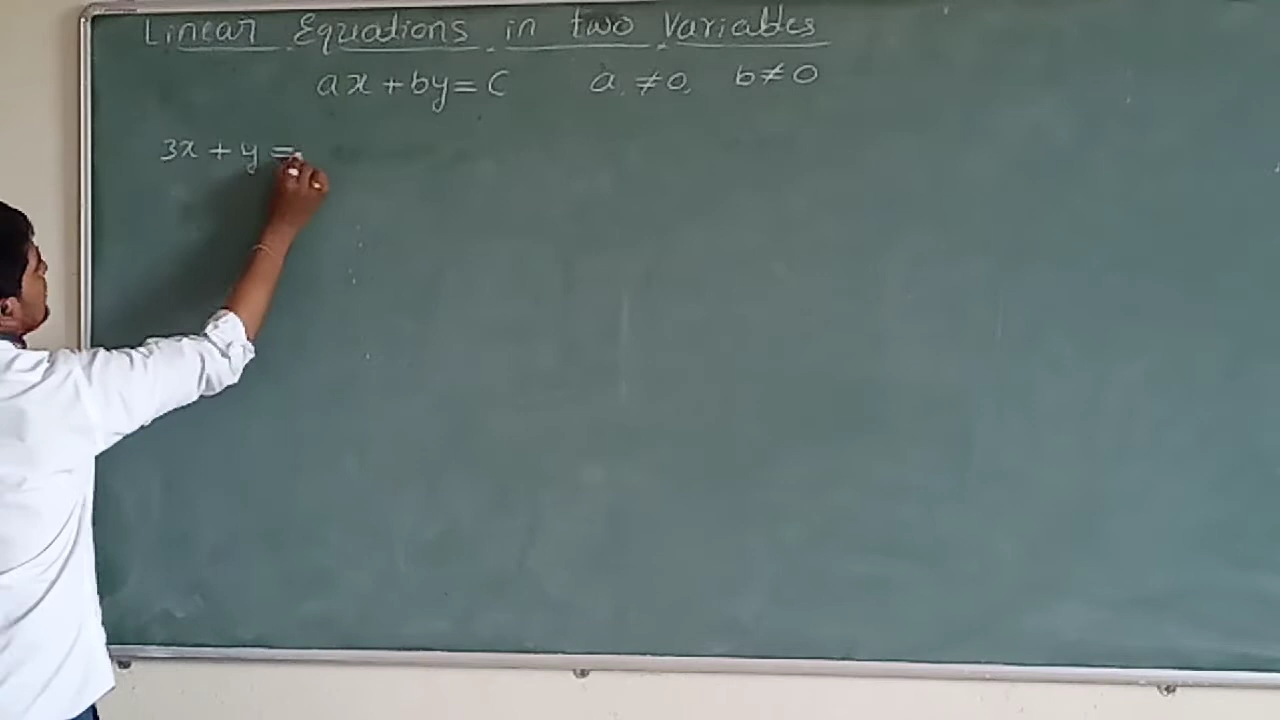 Linear Equations in two Variables
ax + by = C a ≠ 0, b ≠ 0
3x + y =